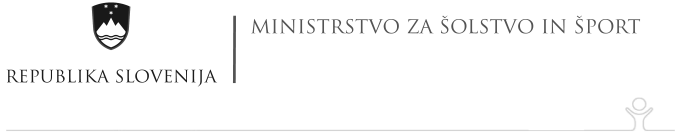 REPUBLIKA SLOVENIJA
MINISTRSTVO ZA ŠOLSTVO IN ŠPORT